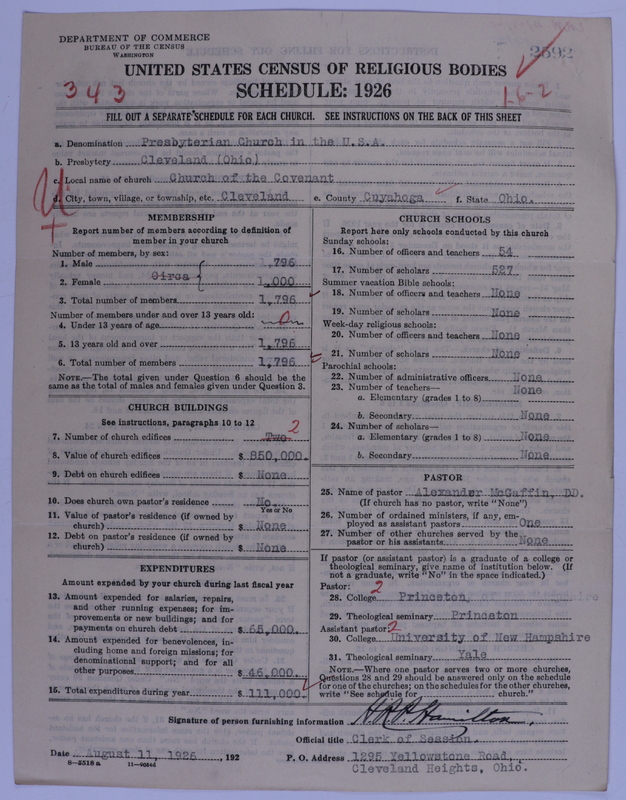 DEPARTMENT OF COMMERCE
BUREAU OF THE CENSUS
WASHINGTON
2592
UNITED STATES CENSUS OF RELIGIOUS BODIES
343
SCHEDULE: 1926
1-6-2
FILL OUT A SEPARATE SCHEDULE FOR EACH CHURCH. SEE INSTRUCTIONS ON THE BACK OF THIS SHEET
a. Denomination Presbyterian Church in the U.S.A.
b. Presbytery Cleveland (Ohio)
c. Local name of church Church of the Covenant
d. City, town, village, or township, etc. Cleveland e. County Cuyahoga f. State Ohio.
U
MEMBERSHIP
Report number of members according to definition of
member in your church
Number of members, by sex:
1. Male 796
Circa
2. Female 1,000
3. Total number of members 1,796
Number of members under and over 13 years old:
4. Under 13 years of age 0
5. 13 years old and over 1,796
6. Total number of members 1,796
NOTE.—The total given under Question 6 should be the
same as the total of males and females given under Question 3.
CHURCH BUILDINGS
See instructions, paragraphs 10 to 12
7. Number of church edifices Two 2
8. Value of church edifices $ 850,000.
9. Debt on church edifices $ None
10. Does church own pastor's residence No.
Yes or No
11. Value of pastor's residence (if owned by
church) $ None
12. Debt on pastor's residence (if owned by
church) $ None
EXPENDITURES
Amount expended by your church during last fiscal year
13. Amount expended for salaries, repairs,
and other running expenses; for im-
provements or new buildings; and for
payments on church debt $ 65,000.
14. Amount expended for benevolences, in-
cluding home and foreign missions; for
denominational support; and for all
other purposes $ 46,000.
15. Total expenditures during year $ 111,000.
CHURCH SCHOOLS
Report here only schools conducted by this church
Sunday schools:
16. Number of officers and teachers 54
17. Number of scholars 527
Summer vacation Bible schools:
18. Number of officers and teachers None
19. Number of scholars None
Week-day religious schools:
20. Number of officers and teachers None
21. Number of scholars None
Parochial schools:
22. Number of administrative officers None
23. Number of teachers— None
a. Elementary (grades 1 to 8)
b. Secondary None
24. Number of scholars—
a. Elementary (grades 1 to 8) None
b. Secondary None
PASTOR
25. Name of pastor Alexander McGaffin, DD.
(If church has no pastor, write "None")
26. Number of ordained ministers, if any, em-
ployed as assistant pastors One
27. Number of other churches served by the
pastor or his assistants None
If pastor (or assistant pastor) is a graduate of a college or
theological seminary, give name of institution below. (If
not a graduate, write "No" in the space indicated.)
Pastor: 2
28. College Princeton
29. Theological seminary Princeton
Assistant pastor: 2
30. College University of New Hampshire
31. Theological seminary Yale
NOTE.—Where one pastor serves two or more churches,
Questions 28 and 29 should be answered only on the schedule
for one of the churches; on the schedules for the other churches,
write "See schedule for church."
Signature of person furnishing information H.R.P. Hamilton,
Official title Clerk of Session.
Date August 11, 1926, 192 P. O. Address 1295 Yellowstone Road,
8—5518 a
Cleveland Heights, Ohio.